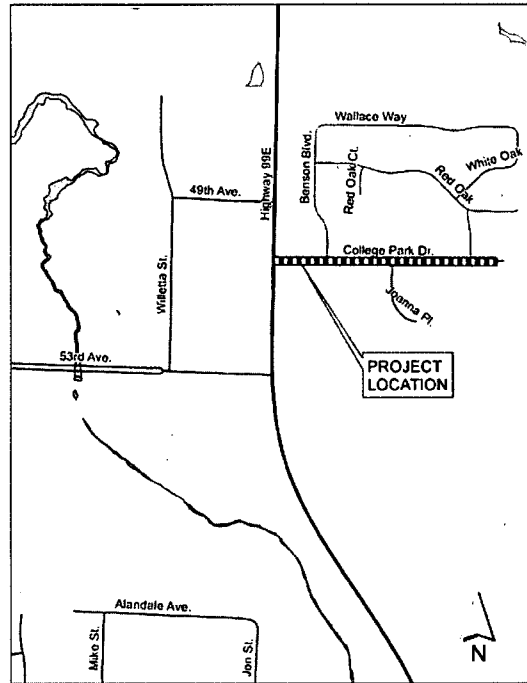 Wallace Way
White Oak
Benson Blvd.
Red Oak Ct.
Red Oak
Highway 99E
49th Ave.
College Park Dr.
Willetta St.
Joanna Pl.
53rd Ave.
PROJECT
LOCATION
Alandale Ave.
Mike St.
Jon St.
N